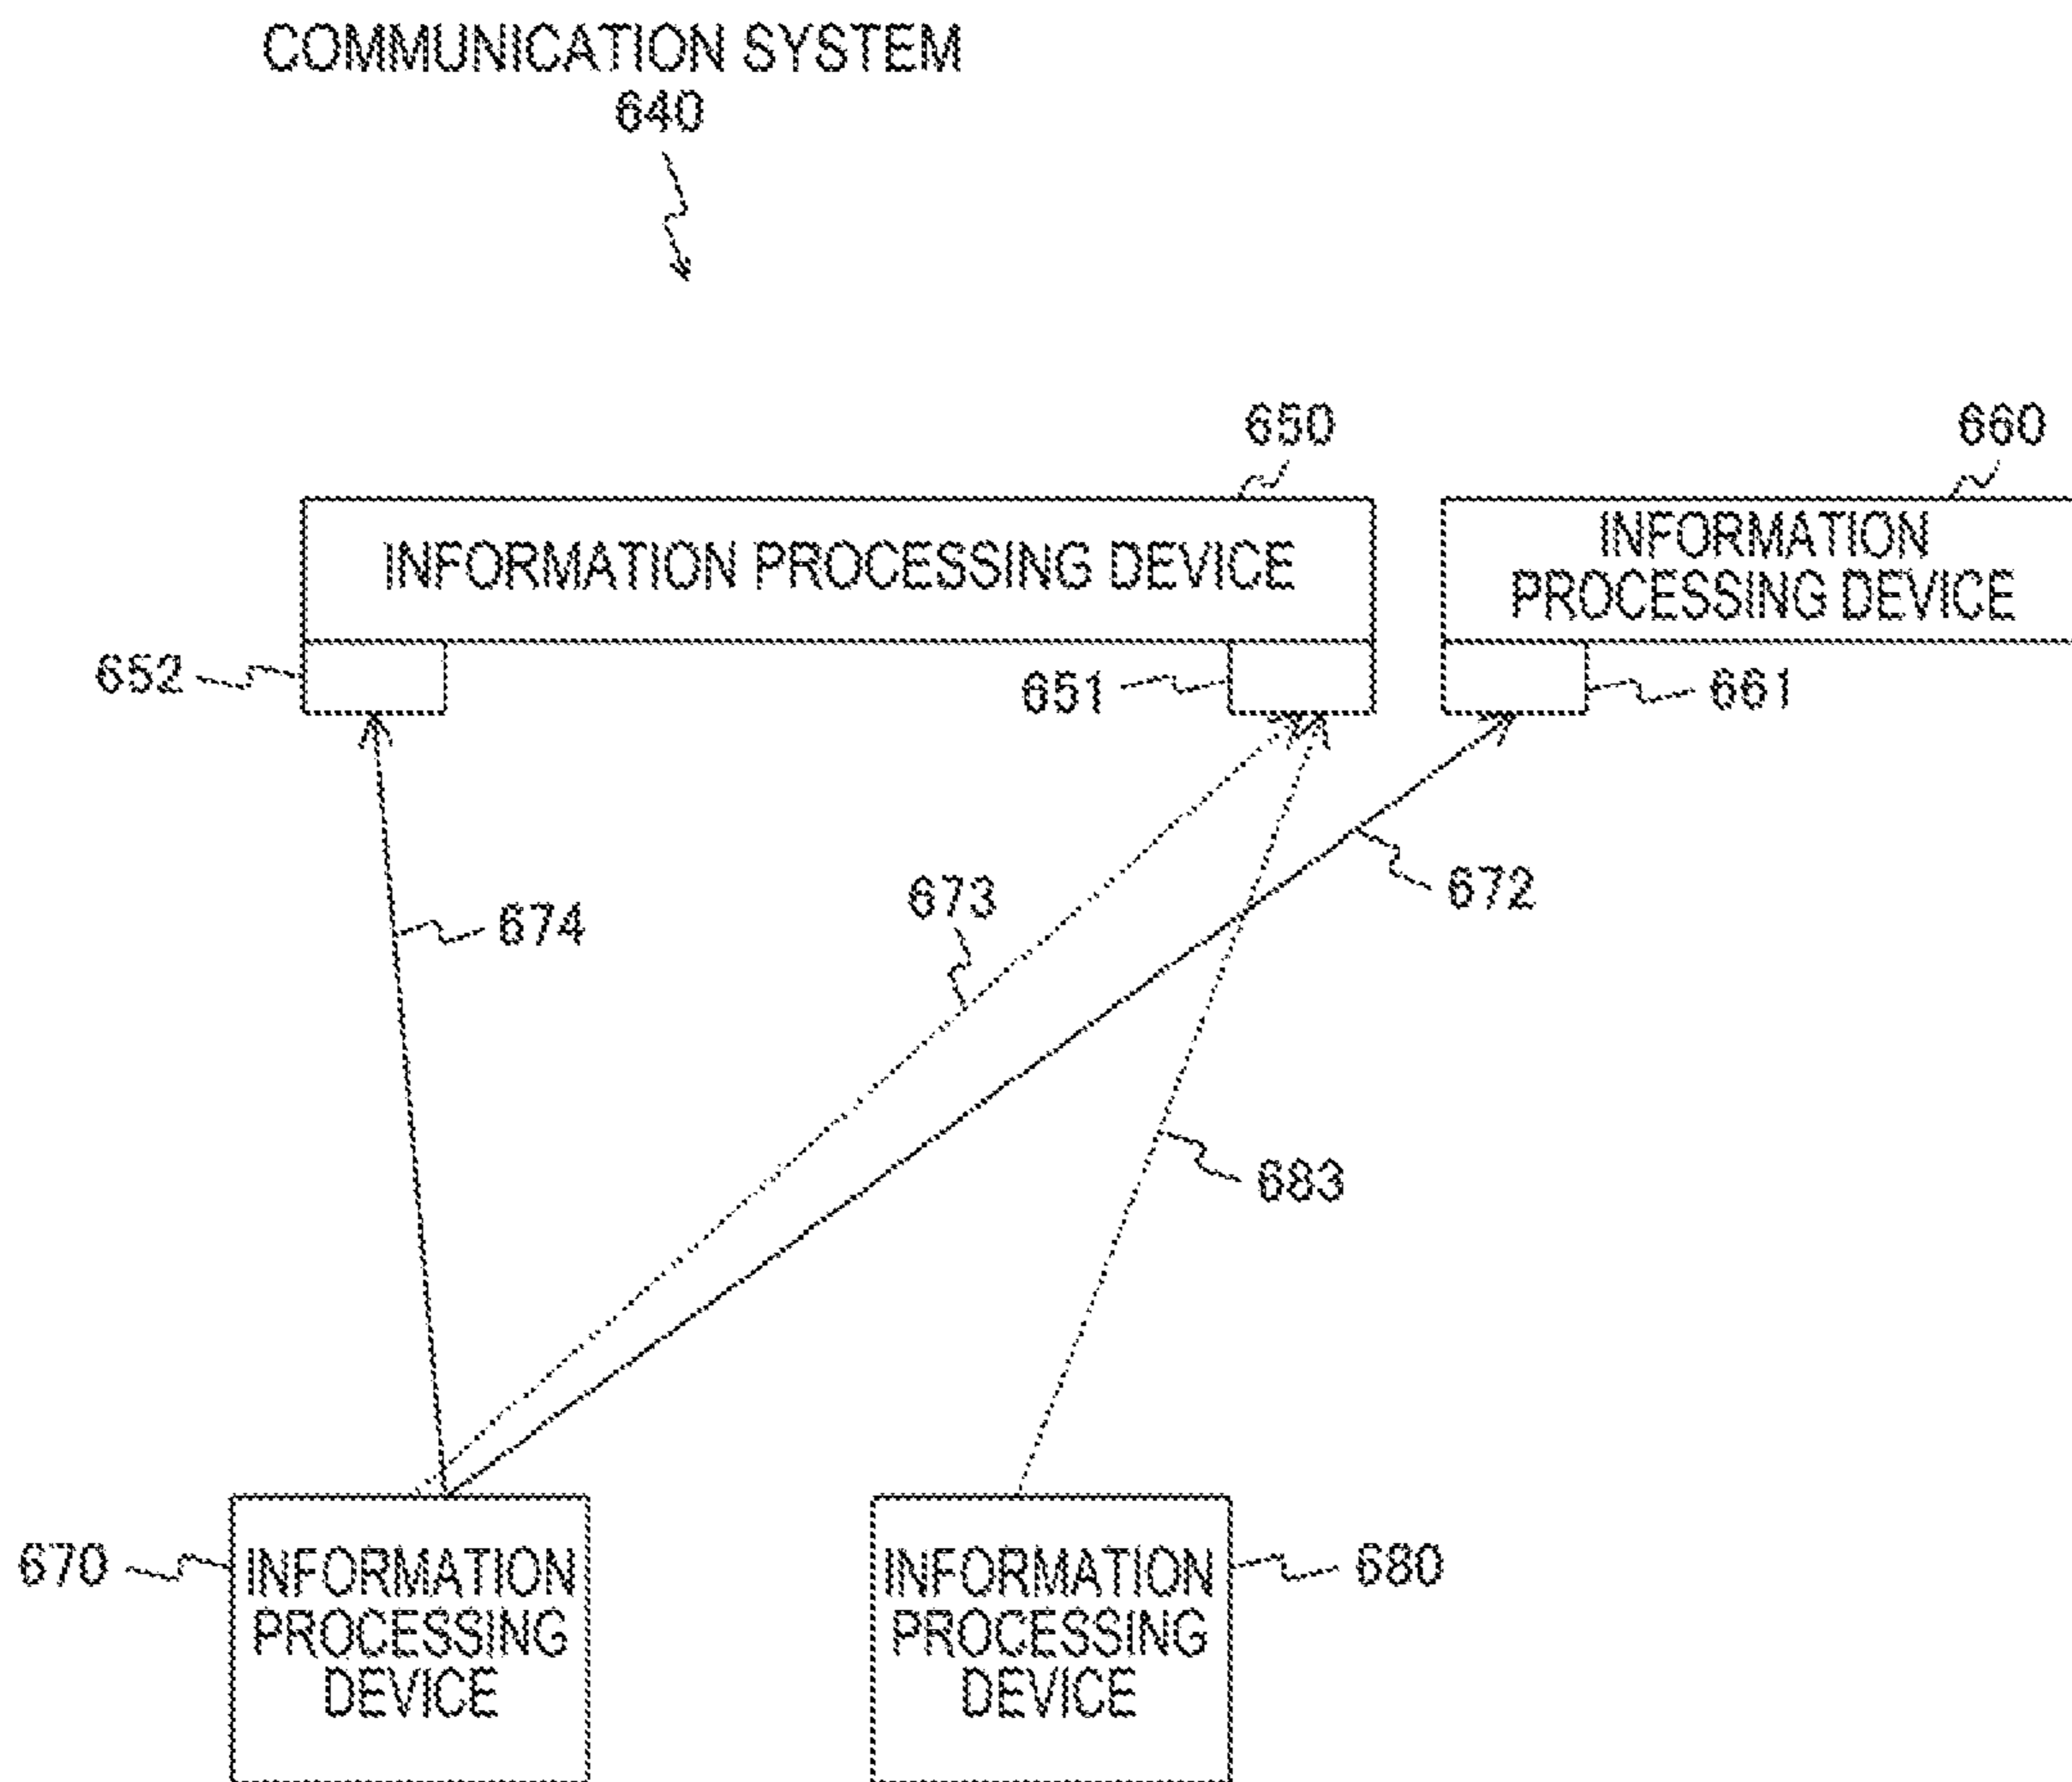 COMMUNICATION SYSTEM
640
650
660
INFORMATION PROCESSING DEVICE
INFORMATION
PROCESSING DEVICE
652
651
661
673
672
674
683
670
INFORMATION
PROCESSING
DEVICE
INFORMATION
PROCESSING
DEVICE
680